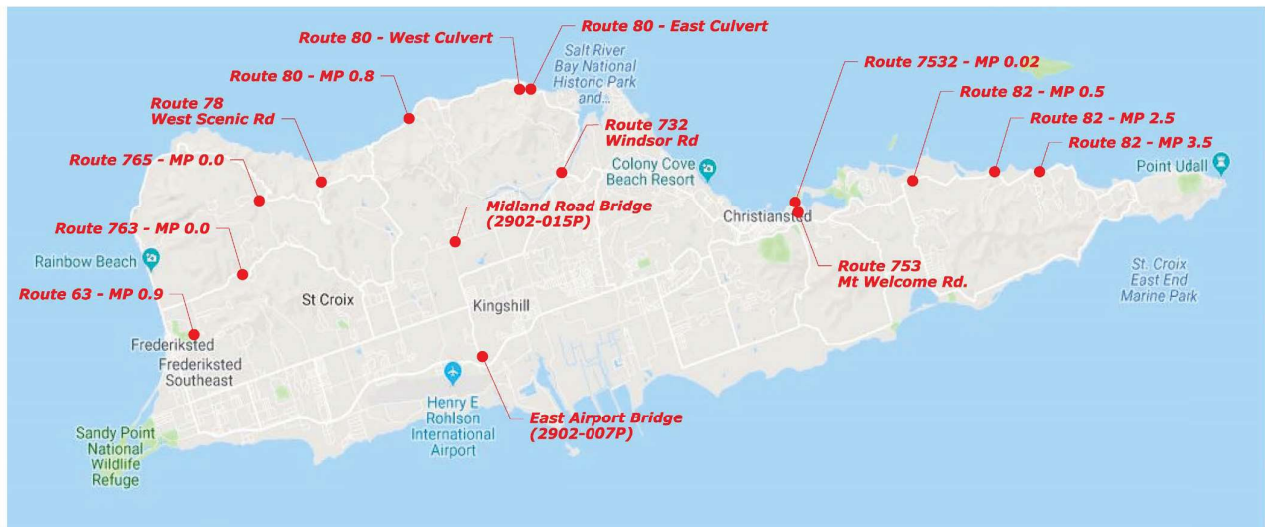 Route 80 - East Culvert
Route 80 - West Culvert
Salt River
Bay National
Historic Park
and...
Route 7532 - MP 0.02
Route 80 - MP 0.8
Route 82 - MP 0.5
Route 78
West Scenic Rd
Route 732
Windsor Rd
Route 82 - MP 2.5
Route 82 - MP 3.5
Route 765 - MP 0.0
Colony Cove
Beach Resort
Point Udall
Midland Road Bridge
(2902-015P)
Christiansted
Route 763 - MP 0.0
Rainbow Beach
Route 753
Mt Welcome Rd.
St. Croix
East End
Marine Park
Route 63 - MP 0.9
St Croix
Kingshill
Frederiksted
Frederiksted
Southeast
Henry E
Rohlson
International
Airport
East Airport Bridge
(2902-007P)
Sandy Point
National
Wildlife
Refuge